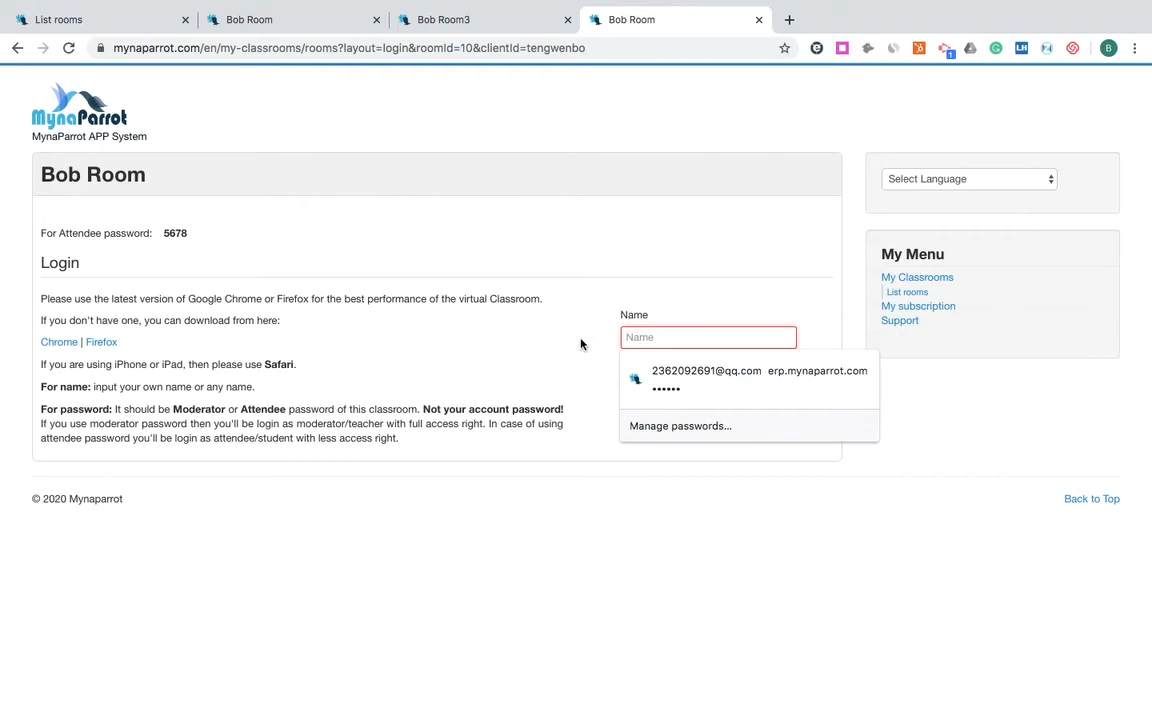 List rooms
Bob Room
Bob Room3
Bob Room
mynaparrot.com/en/my-classrooms/rooms?layout=login&roomId=10&clientId=tengwenbo
1
LH
B
MynaParrot
MynaParrot APP System
Bob Room
For Attendee password: 5678
Login
Please use the latest version of Google Chrome or Firefox for the best performance of the virtual Classroom.
If you don't have one, you can download from here:
Chrome | Firefox
If you are using iPhone or iPad, then please use Safari.
For name: input your own name or any name.
For password: It should be Moderator or Attendee password of this classroom. Not your account password!
If you use moderator password then you'll be login as moderator/teacher with full access right. In case of using
attendee password you'll be login as attendee/student with less access right.
Name
Name
2362092691@qq.com erp.mynaparrot.com
••••••
Manage passwords...
Select Language
My Menu
My Classrooms
List rooms
My subscription
Support
© 2020 Mynaparrot
Back to Top